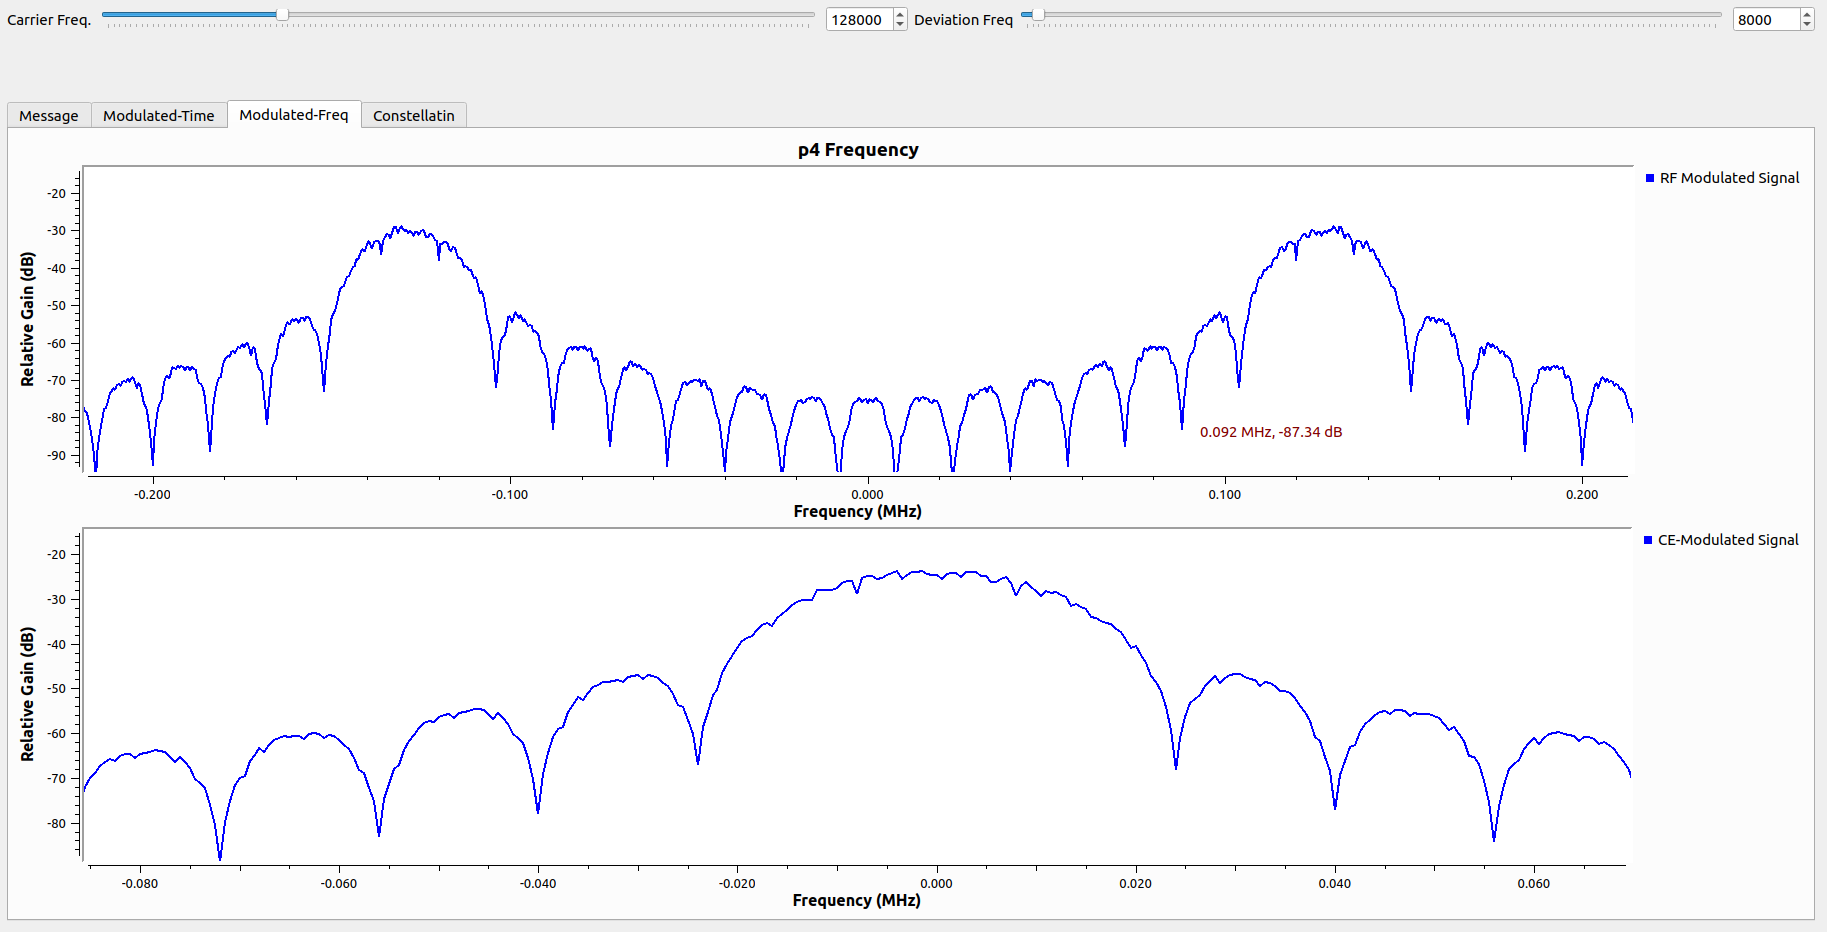 Carrier Freq. 128000 Deviation Freq 8000
Message Modulated-Time Modulated-Freq Constellatin
p4 Frequency
RF Modulated Signal
Relative Gain (dB)
-20
-30
-40
-50
-60
-70
-80
-90
0.092 MHz, -87.34 dB
-0.200 -0.100 0.000 0.100 0.200
Frequency (MHz)
CE-Modulated Signal
Relative Gain (dB)
-20
-30
-40
-50
-60
-70
-80
-0.080 -0.060 -0.040 -0.020 0.000 0.020 0.040 0.060
Frequency (MHz)